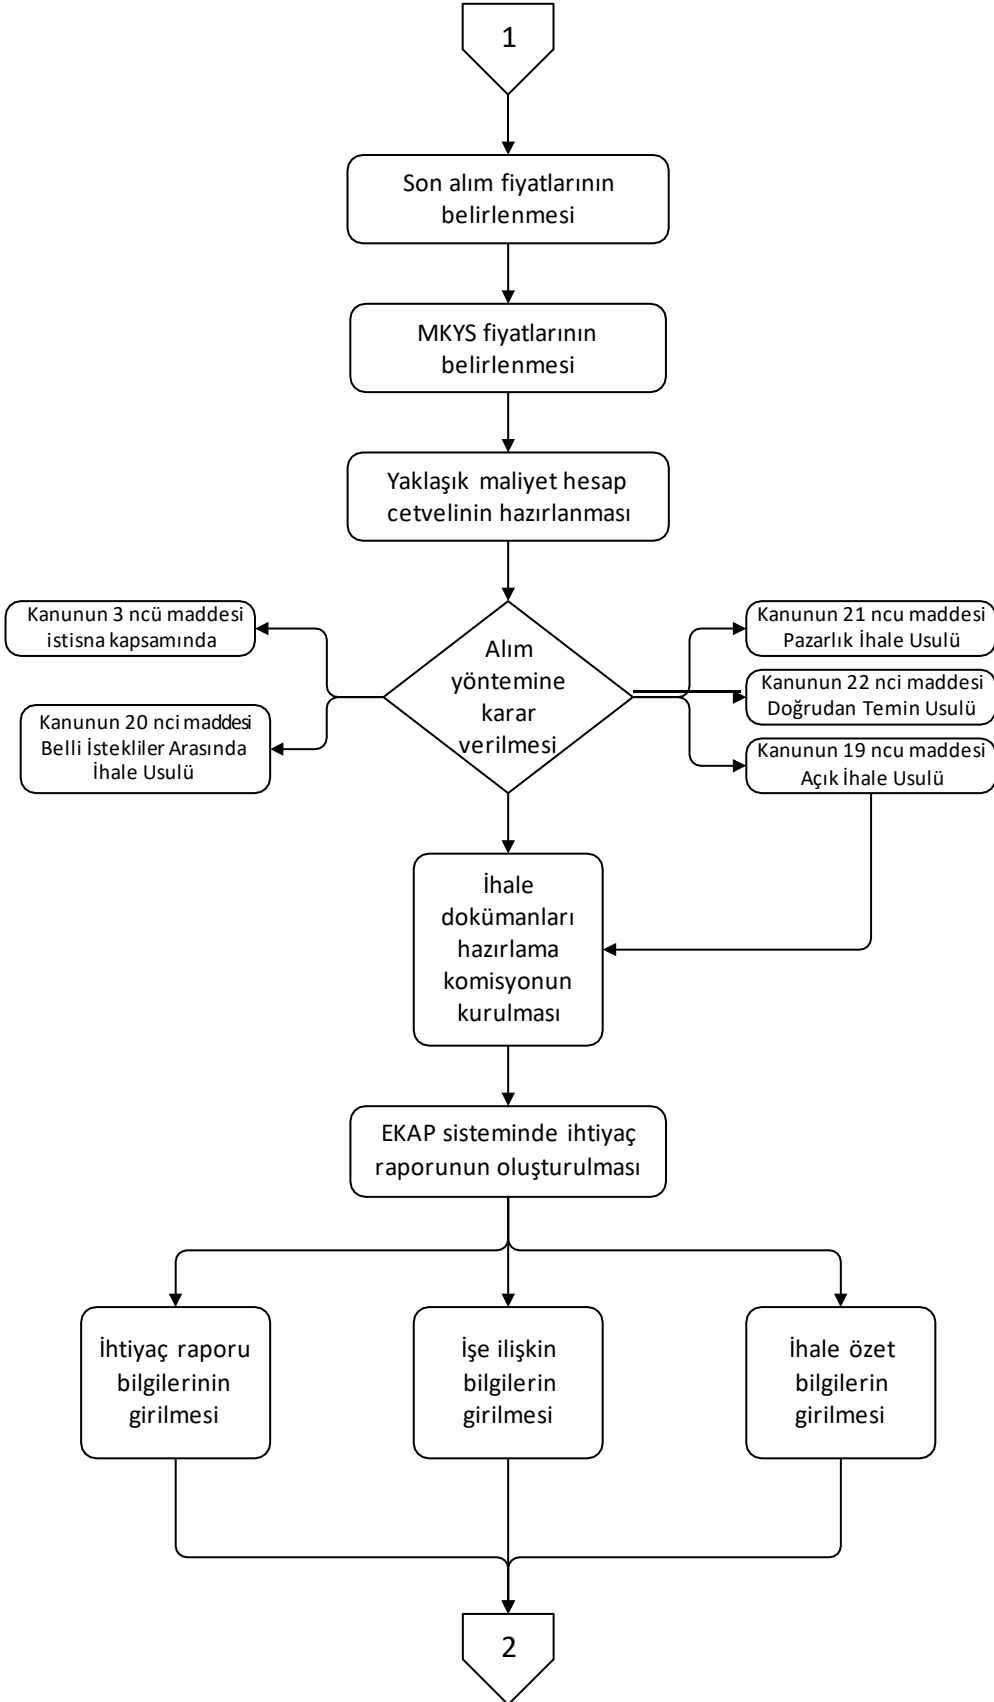 1
Son alım fiyatlarının
belirlenmesi
MKYS fiyatlarının
belirlenmesi
Yaklaşık maliyet hesap
cetvelinin hazırlanması
Kanunun 3 ncü maddesi
istisna kapsamında
Kanunun 20 nci maddesi
Belli İstekliler Arasında
İhale Usulü
Alım
yöntemine
karar
verilmesi
Kanunun 21 ncu maddesi
Pazarlık İhale Usulü
Kanunun 22 nci maddesi
Doğrudan Temin Usulü
Kanunun 19 ncu maddesi
Açık İhale Usulü
İhale
dokümanları
hazırlama
komisyonun
kurulması
EKAP sisteminde ihtiyaç
raporunun oluşturulması
İhtiyaç raporu
bilgilerinin
girilmesi
İşe ilişkin
bilgilerin
girilmesi
İhale özet
bilgilerin
girilmesi
2